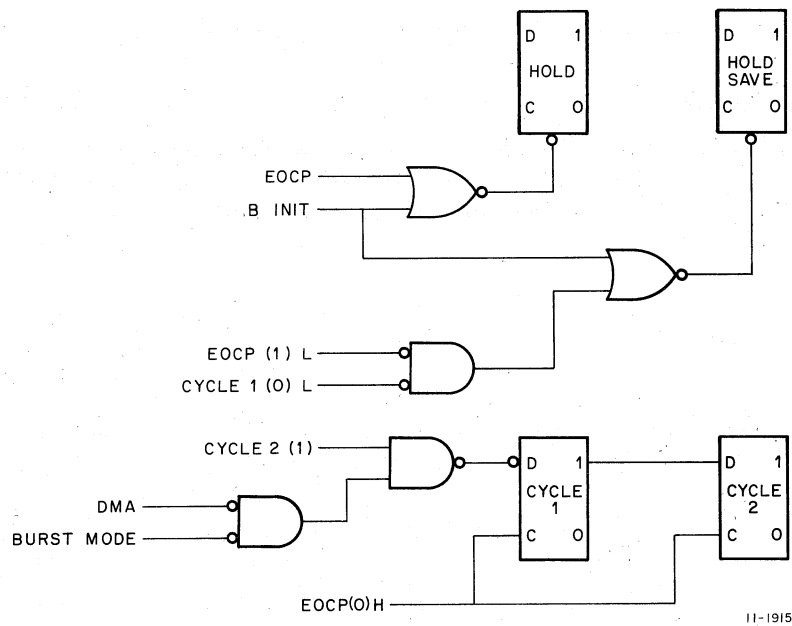 D 1
HOLD
C 0
D 1
HOLD
SAVE
C 0
EOCP
B INIT
EOCP (1) L
CYCLE 1 (0) L
CYCLE 2 (1)
DMA
BURST MODE
D 1
CYCLE
1
C 0
D 1
CYCLE
2
C 0
EOCP(0)H
11-1915